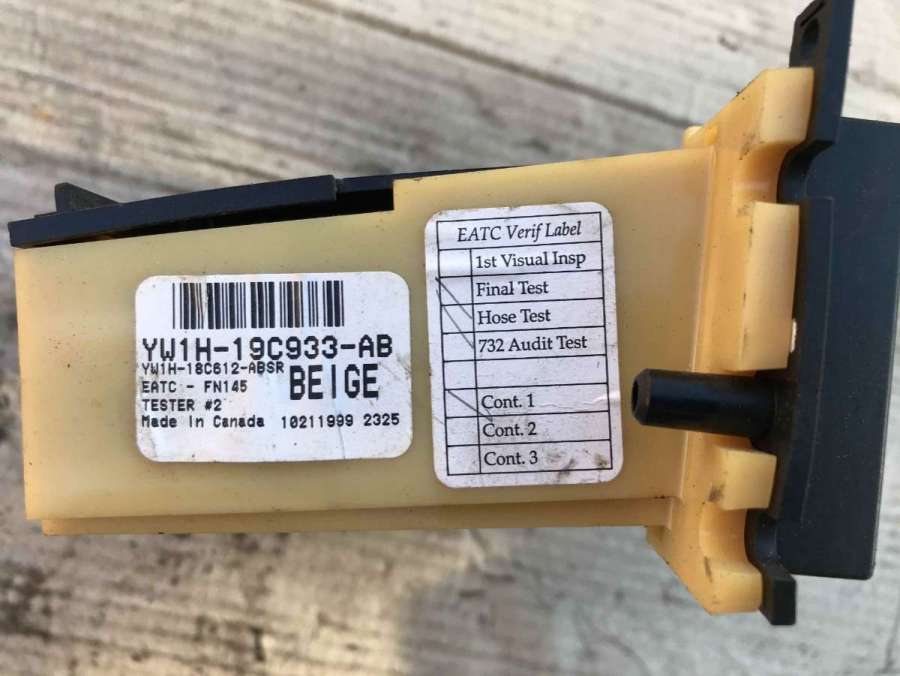 YW1H-19C933-AB
YW1H-18C612-ABSR
EATC - FN145 BEIGE
TESTER #2
Made In Canada 10211999 2325
EATC Verif Label
1st Visual Insp
Final Test
Hose Test
732 Audit Test
Cont. 1
Cont. 2
Cont. 3